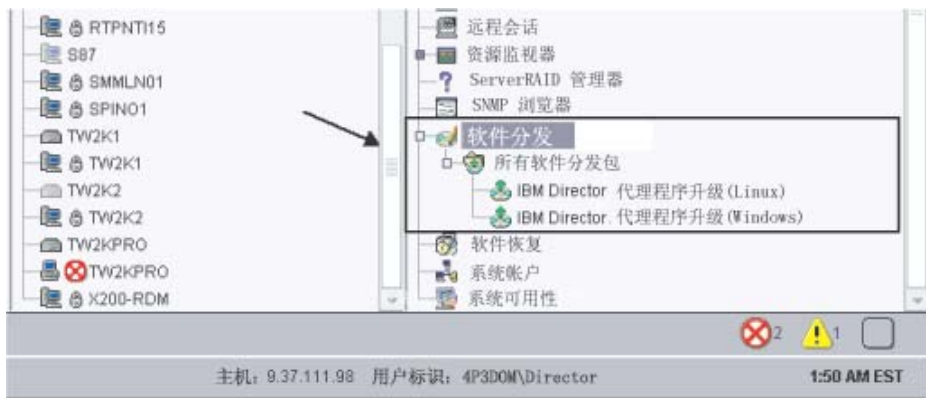 RTPNTI15
S87
SMMLN01
SPINO1
TW2K1
TW2K1
TW2K2
TW2K2
TW2KPRO
TW2KPRO
X200-RDM
远程会话
资源监视器
ServerRAID 管理器
SNMP 浏览器
软件分发
所有软件分发包
IBM Director 代理程序升级(Linux)
IBM Director 代理程序升级(Windows)
软件恢复
系统帐户
系统可用性
2 1
主机: 9.37.111.98 用户标识: 4P3DOM\Director 1:50 AM EST